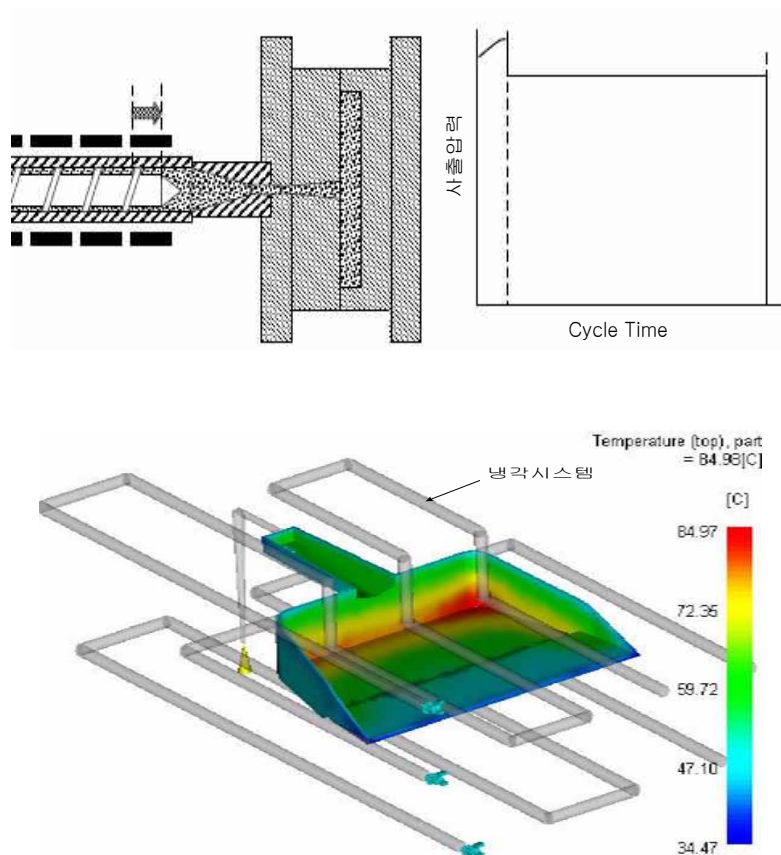 사출압력
Cycle Time
Temperature (top), part
= 84.98[C]
냉각시스템
[C]
84.97
72.35
59.72
47.10
34.47